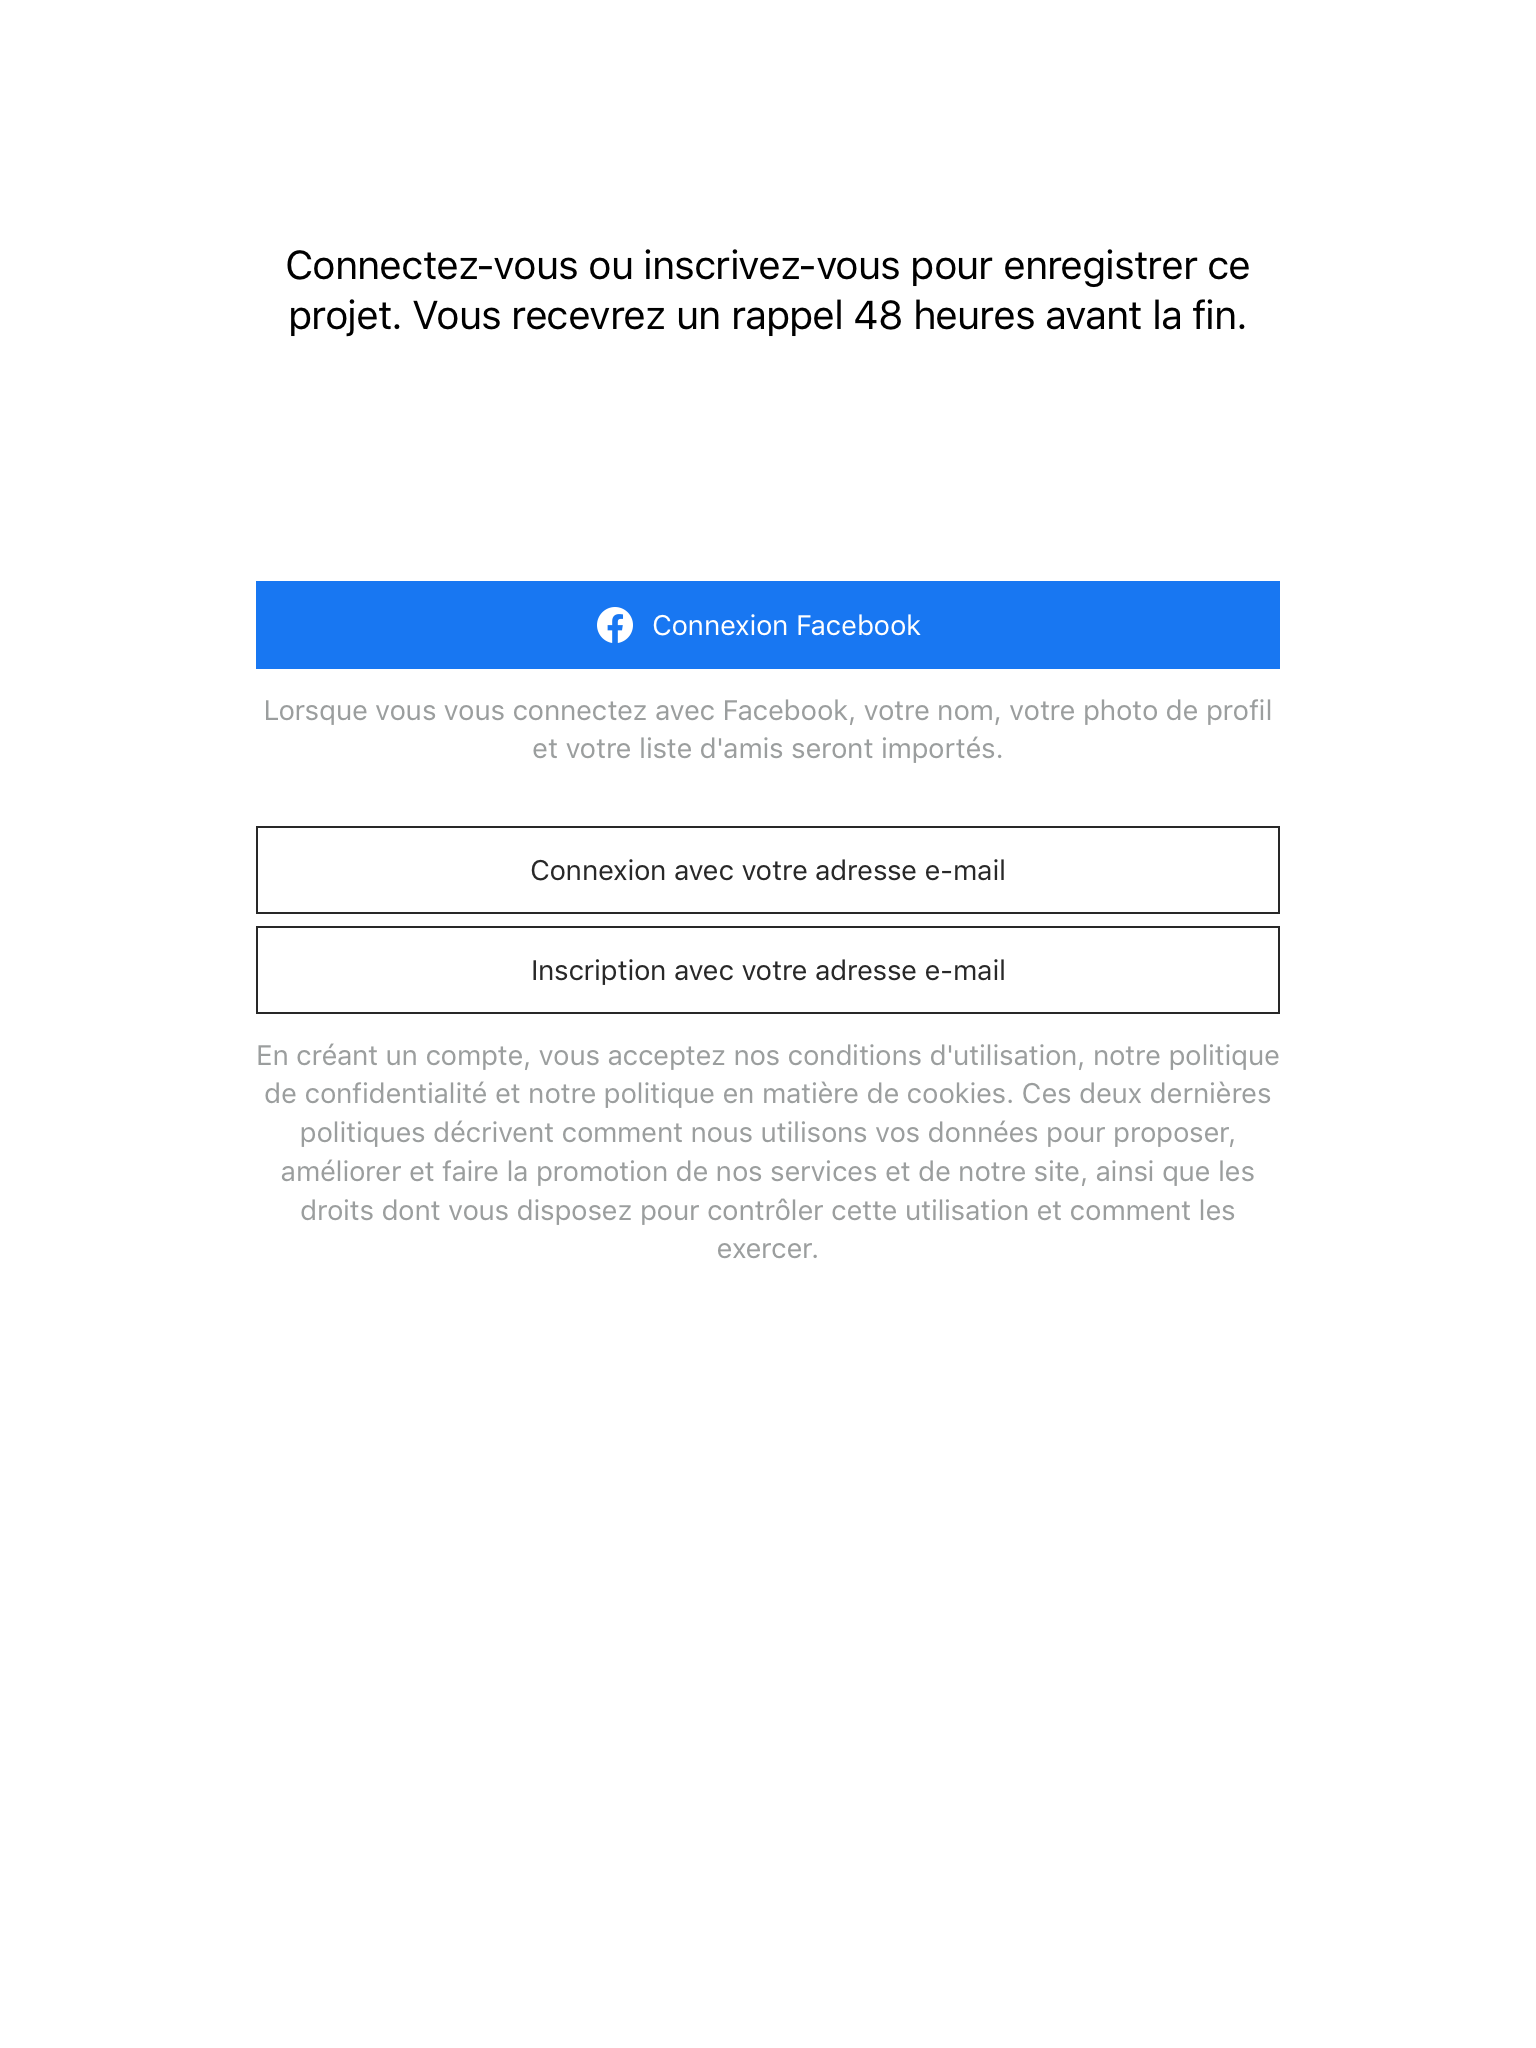 Connectez-vous ou inscrivez-vous pour enregistrer ce
projet. Vous recevrez un rappel 48 heures avant la fin.
Connexion Facebook
Lorsque vous vous connectez avec Facebook, votre nom, votre photo de profil
et votre liste d'amis seront importés.
Connexion avec votre adresse e-mail
Inscription avec votre adresse e-mail
En créant un compte, vous acceptez nos conditions d'utilisation, notre politique
de confidentialité et notre politique en matière de cookies. Ces deux dernières
politiques décrivent comment nous utilisons vos données pour proposer,
améliorer et faire la promotion de nos services et de notre site, ainsi que les
droits dont vous disposez pour contrôler cette utilisation et comment les
exercer.